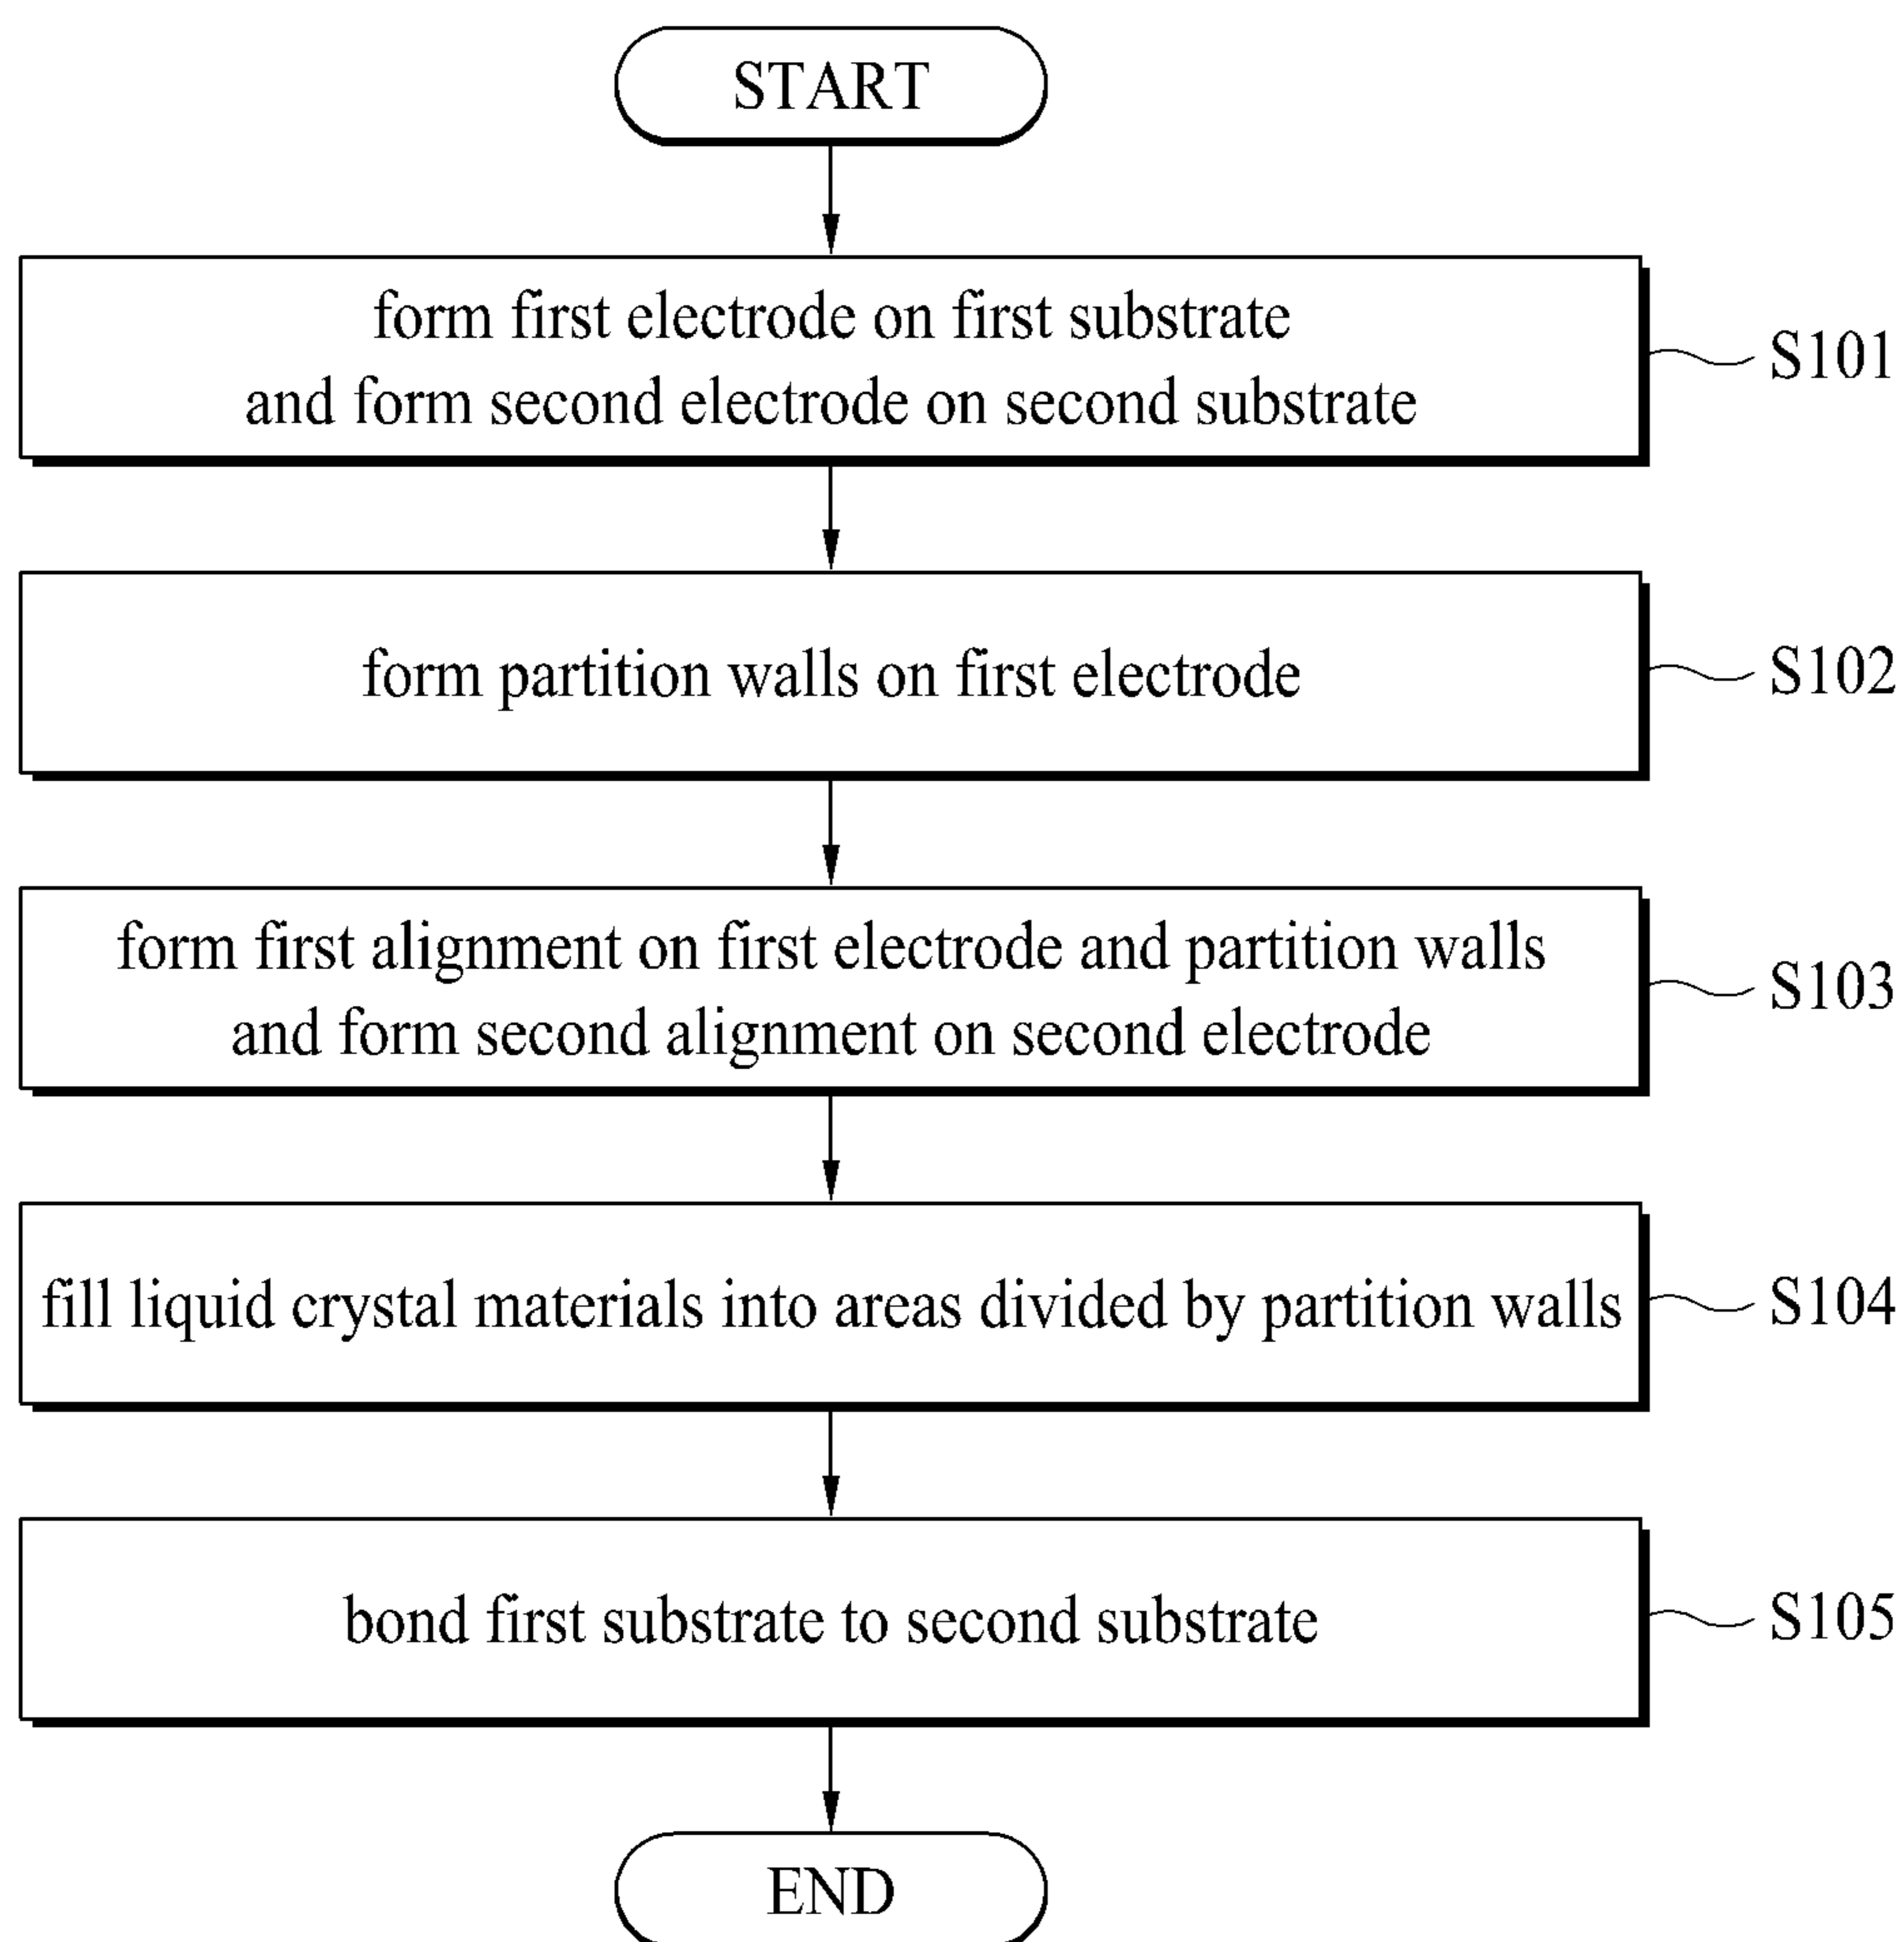 START
form first electrode on first substrate
and form second electrode on second substrate
S101
form partition walls on first electrode
S102
form first alignment on first electrode and partition walls
and form second alignment on second electrode
S103
fill liquid crystal materials into areas divided by partition walls
S104
bond first substrate to second substrate
S105
END